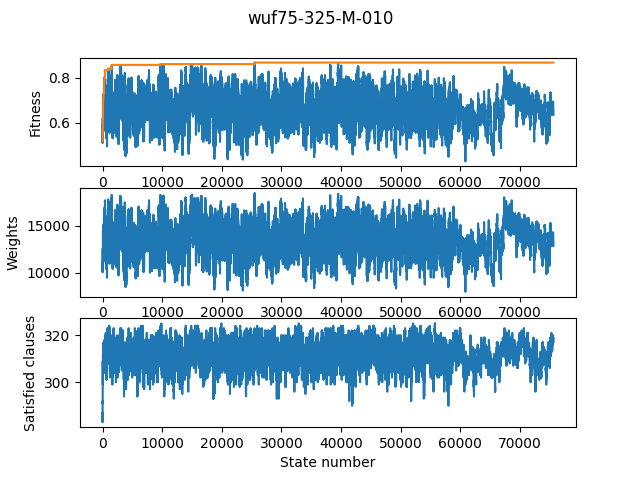 wuf75-325-M-010
Fitness
0.8
0.6
0 10000 20000 30000 40000 50000 60000 70000
Weights
15000
10000
0 10000 20000 30000 40000 50000 60000 70000
Satisfied clauses
320
300
0 10000 20000 30000 40000 50000 60000 70000
State number